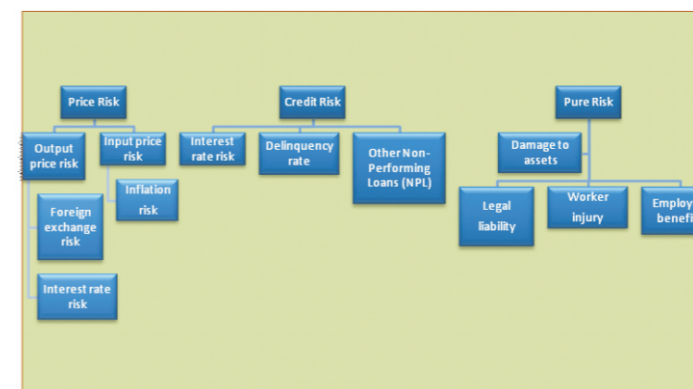 Price Risk
Credit Risk
Pure Risk
Output
price risk
Input price
risk
Interest
rate risk
Delinquency
rate
Other Non-
Performing
Loans (NPL)
Damage to
assets
Foreign
exchange
risk
Inflation
risk
Legal
liability
Worker
injury
Interest rate
risk